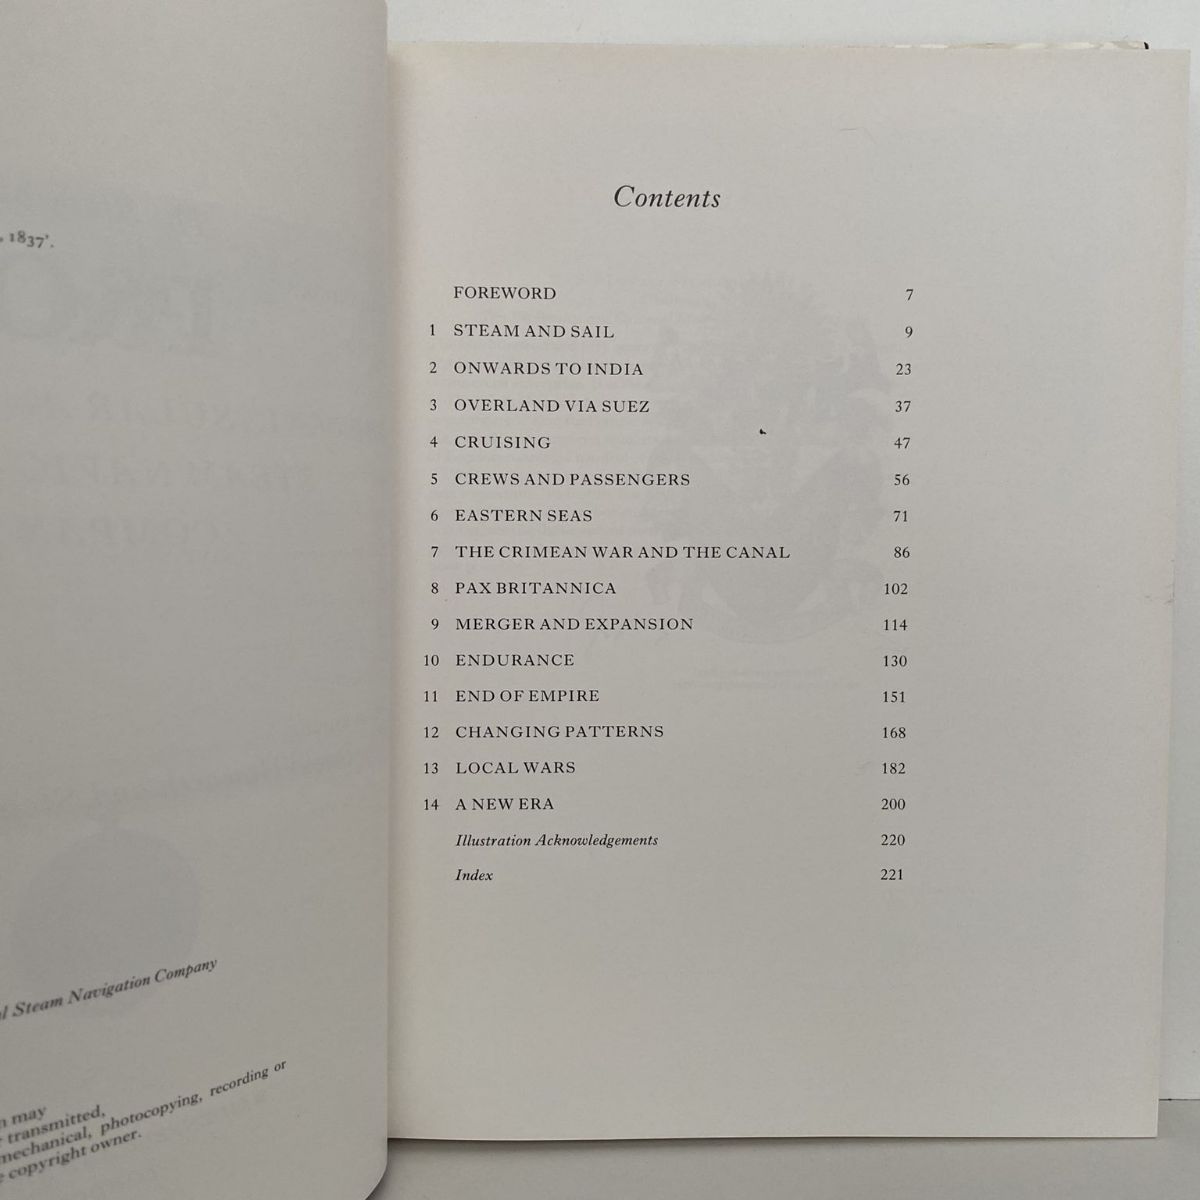 , 1837'.
Steam Navigation Company
may
transmitted,
mechanical, photocopying, recording or
copyright owner.
Contents
FOREWORD 7
1 STEAM AND SAIL 9
2 ONWARDS TO INDIA 23
3 OVERLAND VIA SUEZ 37
4 CRUISING 47
5 CREWS AND PASSENGERS 56
6 EASTERN SEAS 71
7 THE CRIMEAN WAR AND THE CANAL 86
8 PAX BRITANNICA 102
9 MERGER AND EXPANSION 114
10 ENDURANCE 130
11 END OF EMPIRE 151
12 CHANGING PATTERNS 168
13 LOCAL WARS 182
14 A NEW ERA 200
Illustration Acknowledgements 220
Index 221